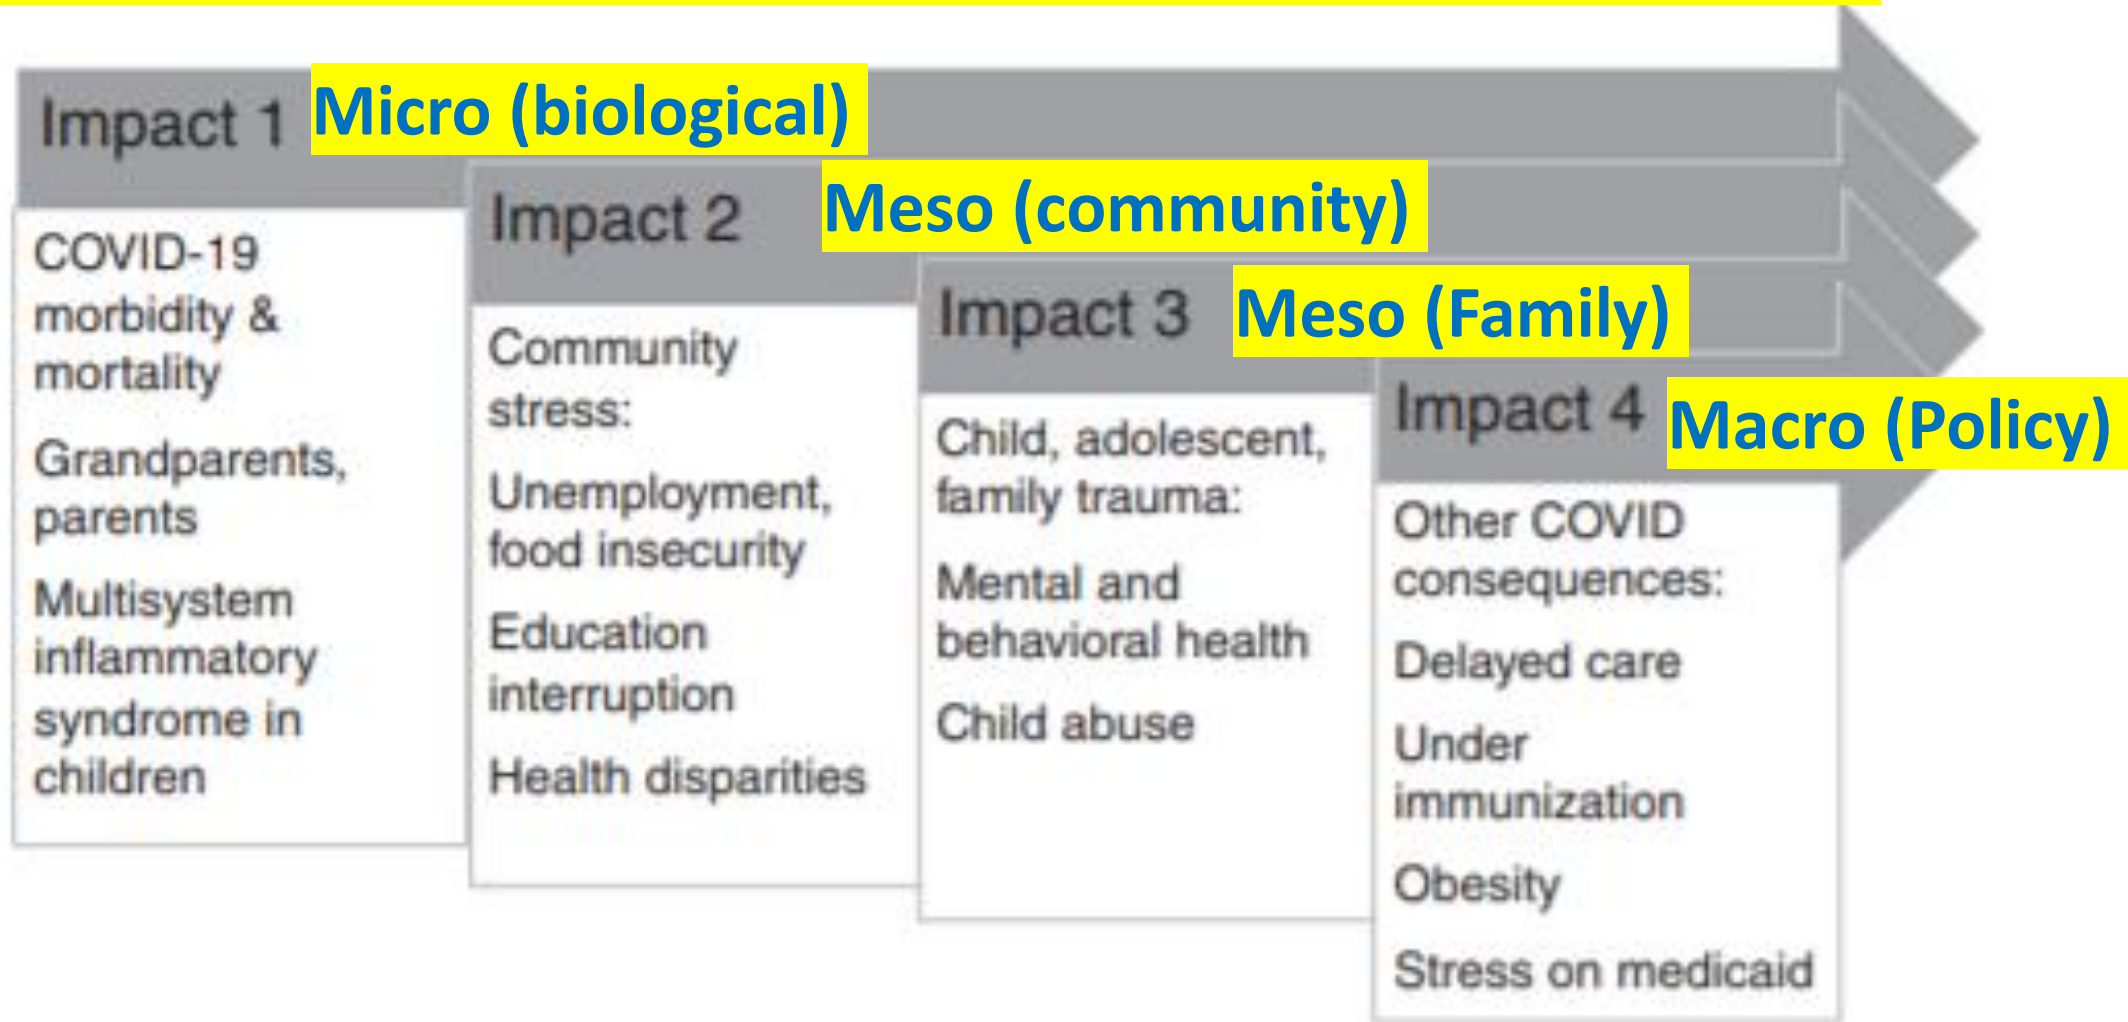 Impact 1 Micro (biological)
COVID-19
morbidity &
mortality
Grandparents,
parents
Multisystem
inflammatory
syndrome in
children
Impact 2 Meso (community)
Community
stress:
Unemployment,
food insecurity
Education
interruption
Health disparities
Impact 3 Meso (Family)
Child, adolescent,
family trauma:
Mental and
behavioral health
Child abuse
Impact 4 Macro (Policy)
Other COVID
consequences:
Delayed care
Under
immunization
Obesity
Stress on medicaid